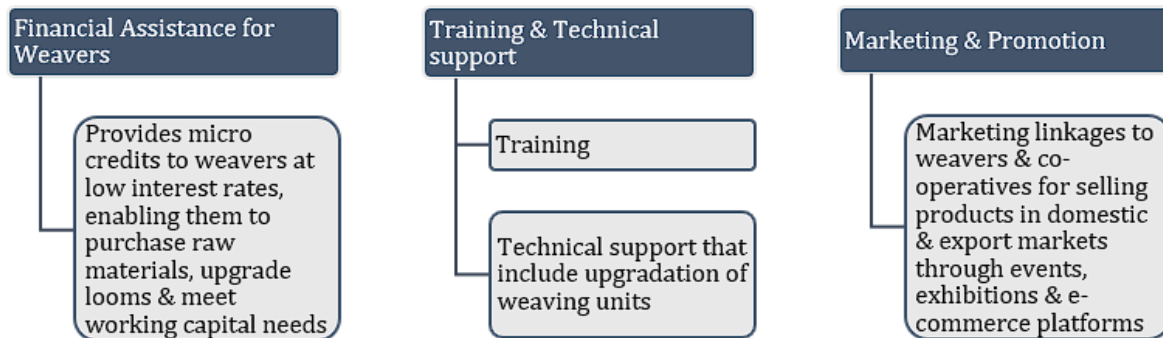 Financial Assistance for
Weavers
Provides micro
credits to weavers at
low interest rates,
enabling them to
purchase raw
materials, upgrade
looms & meet
working capital needs
Training & Technical
support
Training
Technical support that
include upgradation of
weaving units
Marketing & Promotion
Marketing linkages to
weavers & co-
operatives for selling
products in domestic
& export markets
through events,
exhibitions & e-
commerce platforms